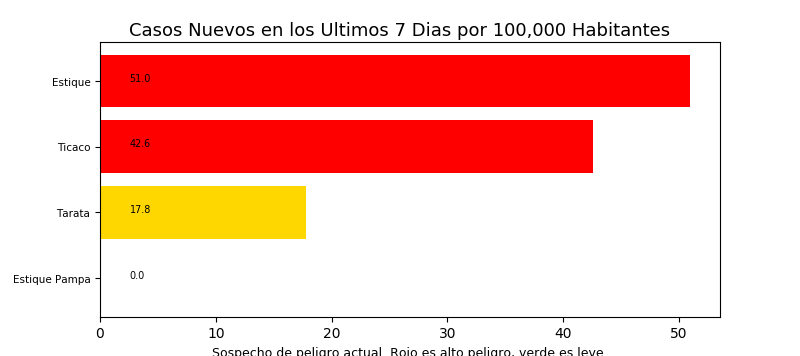 Casos Nuevos en los Ultimos 7 Dias por 100,000 Habitantes
Estique
51.0
Ticaco
42.6
Tarata
17.8
Estique Pampa
0.0
0 10 20 30 40 50
Sospecho de peligro actual. Rojo es alto peligro, verde es leve